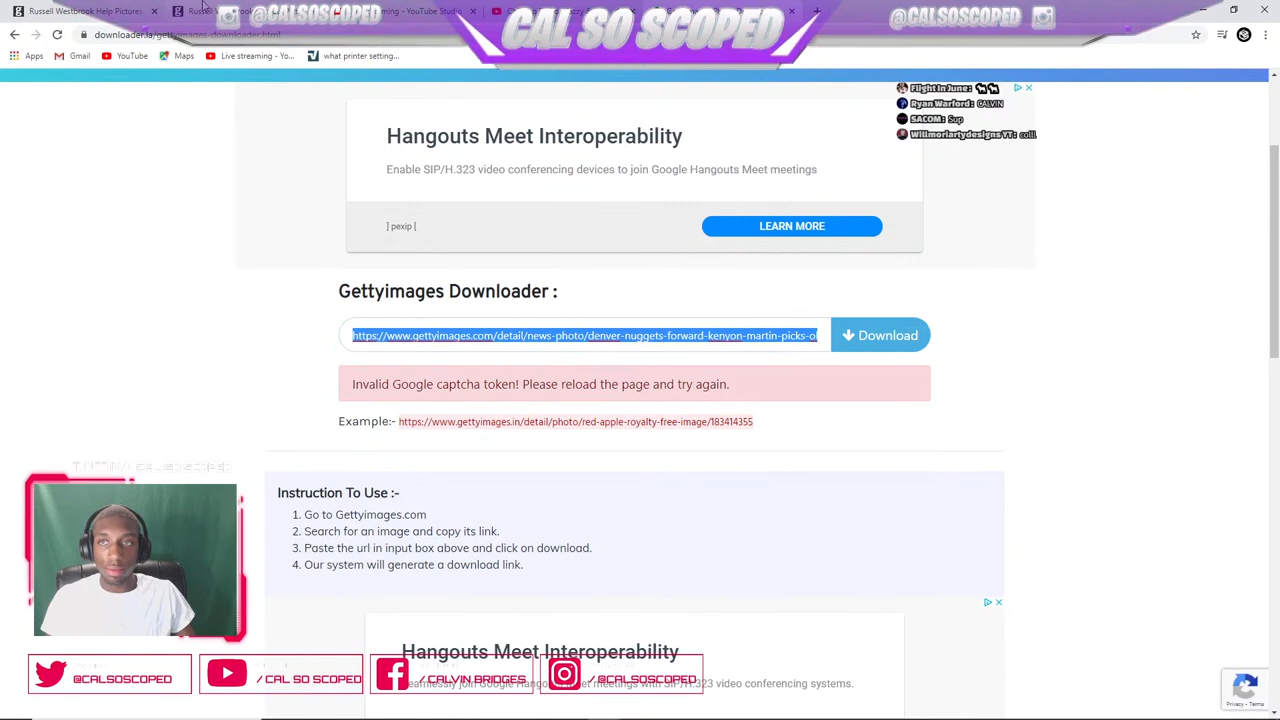 Russell Westbrook Help Pictures
YouTube Studio
@CALSOSCOPED
CAL SO SCOPED
@CALSOSCOPED
downloader.la/gettyimages-downloader.html
Apps
Gmail
YouTube
Maps
Live streaming - Yo...
what printer setting...
Flight In June:
Ryan Warford: CALVIN
SACOM: Sup
Willmoriartydesigns YT:
Hangouts Meet Interoperability
Enable SIP/H.323 video conferencing devices to join Google Hangouts Meet meetings
] pexip [
LEARN MORE
Gettyimages Downloader :
https://www.gettyimages.com/detail/news-photo/denver-nuggets-forward-kenyon-martin-picks-o
Download
Invalid Google captcha token! Please reload the page and try again.
Example:- https://www.gettyimages.in/detail/photo/red-apple-royalty-free-image/183414355
Instruction To Use :-
1. Go to Gettyimages.com
2. Search for an image and copy its link.
3. Paste the url in input box above and click on download.
4. Our system will generate a download link.
Hangouts Meet Interoperability
Seamlessly join Google Hangouts Meet meetings with SIP/H.323 video conferencing systems.
@CALSOSCOPED
/ CAL SO SCOPED
/ CALVIN BRIDGES
/@CALSOSCOPED
Privacy - Terms